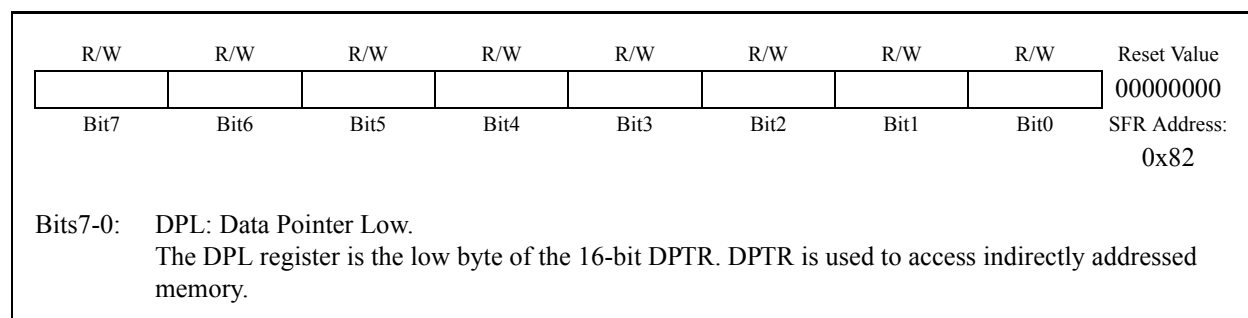 R/W R/W R/W R/W R/W R/W R/W R/W Reset Value
00000000
Bit7 Bit6 Bit5 Bit4 Bit3 Bit2 Bit1 Bit0 SFR Address:
0x82
Bits7-0: DPL: Data Pointer Low.
The DPL register is the low byte of the 16-bit DPTR. DPTR is used to access indirectly addressed
memory.